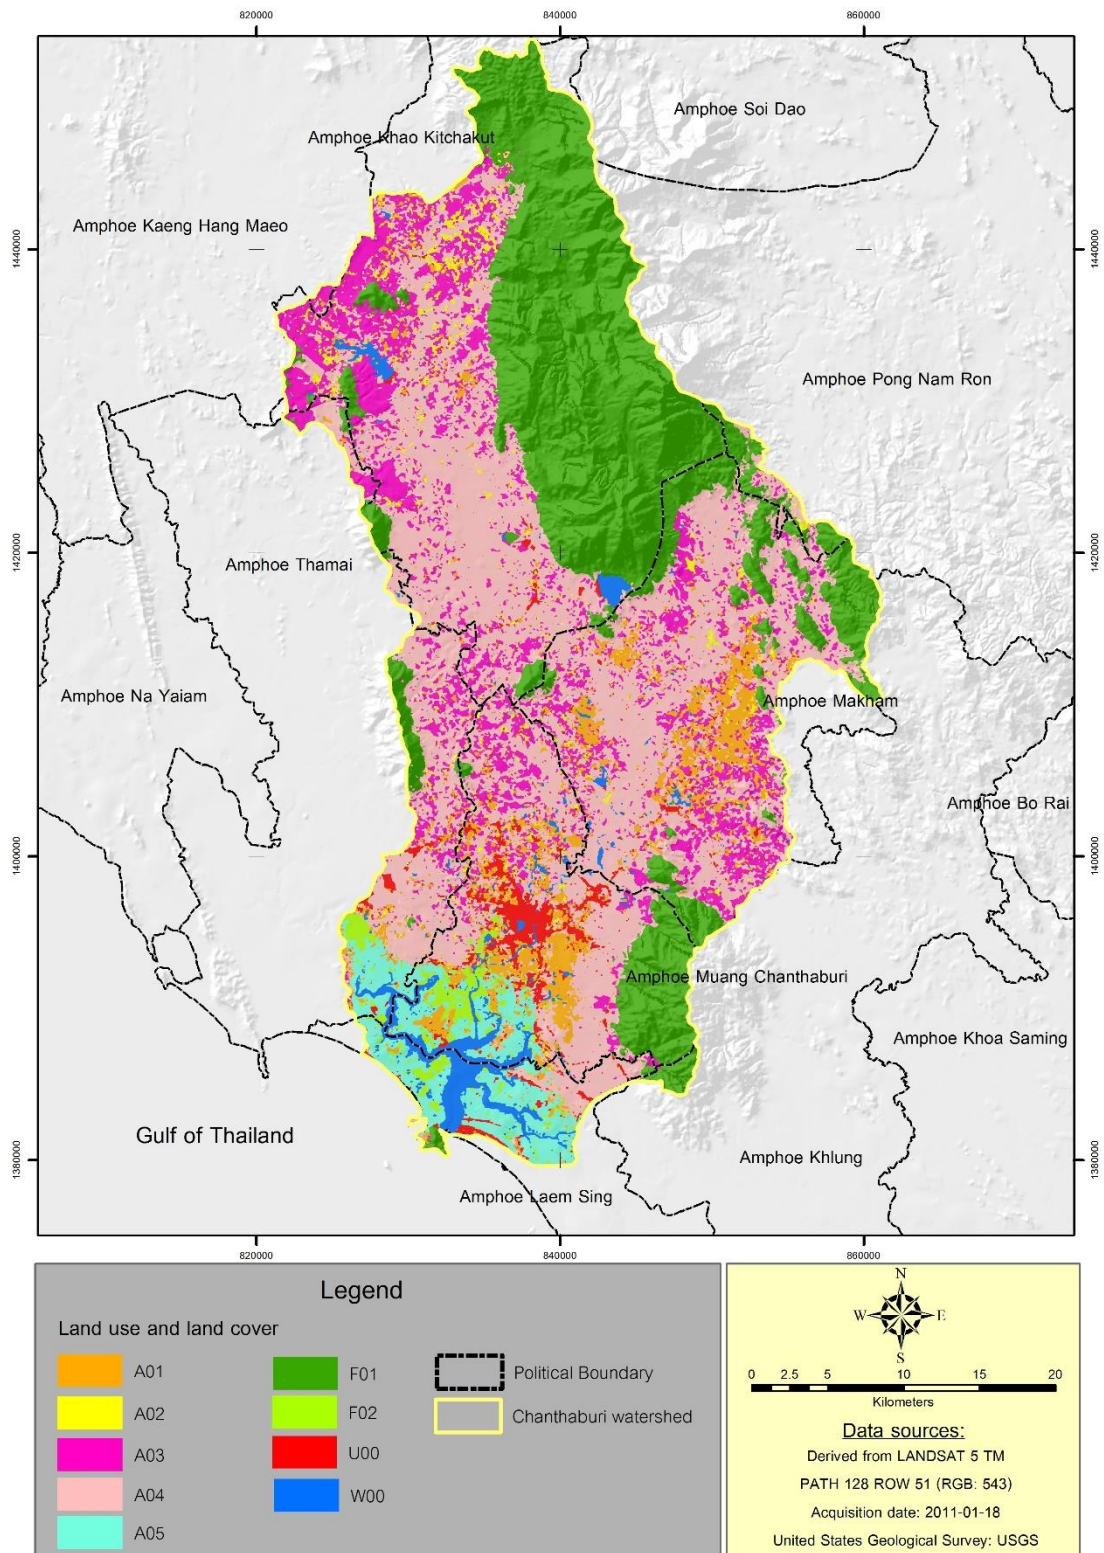 820000
840000
860000
Amphoe Soi Dao
Amphoe Khao Kitchakut
Amphoe Kaeng Hang Maeo
1440000
1440000
Amphoe Pong Nam Ron
Amphoe Thamai
1420000
1420000
Amphoe Na Yaiam
Amphoe Makham
Amphoe Bo Rai
1400000
1400000
Amphoe Muang Chanthaburi
Amphoe Khoa Saming
Gulf of Thailand
Amphoe Khlung
1380000
1380000
Amphoe Laem Sing
820000
840000
860000
Legend
Land use and land cover
A01
A02
A03
A04
A05
F01
F02
U00
W00
Political Boundary
Chanthaburi watershed
N
W
E
S
0 2.5 5 10 15 20
Kilometers
Data sources:
Derived from LANDSAT 5 TM
PATH 128 ROW 51 (RGB: 543)
Acquisition date: 2011-01-18
United States Geological Survey: USGS